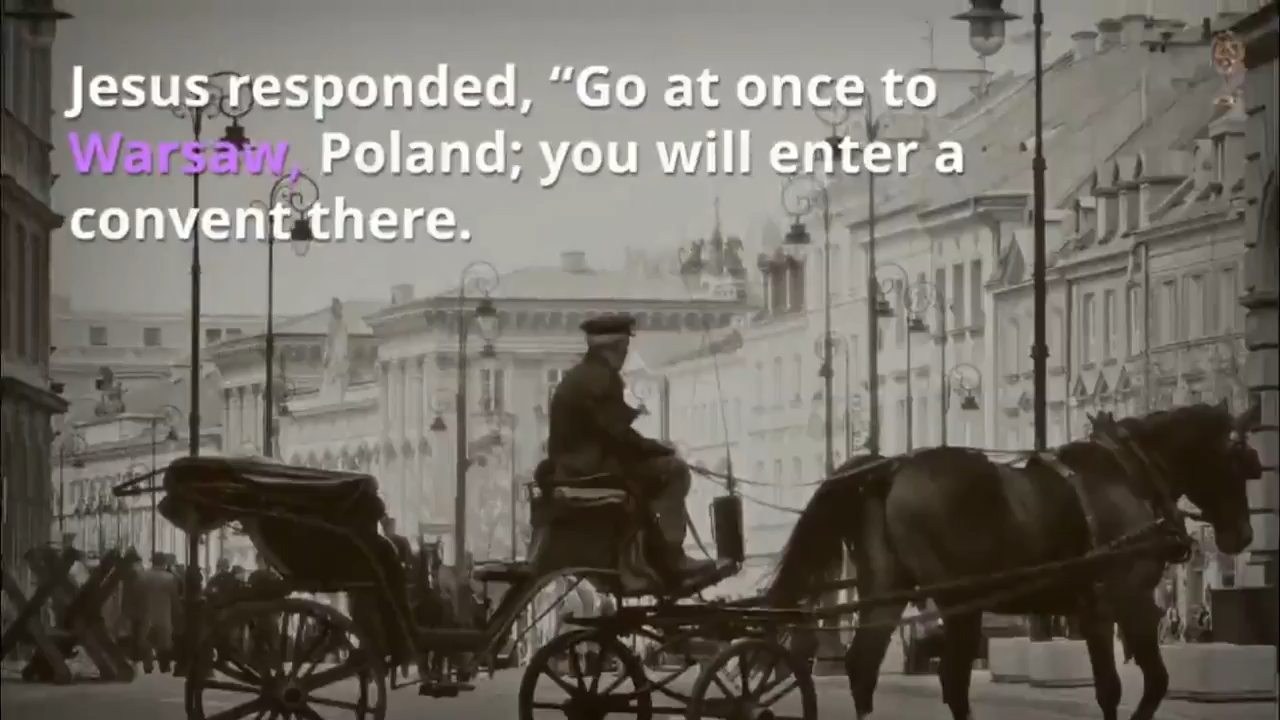 Jesus responded, “Go at once to
Warsaw, Poland; you will enter a
convent there.